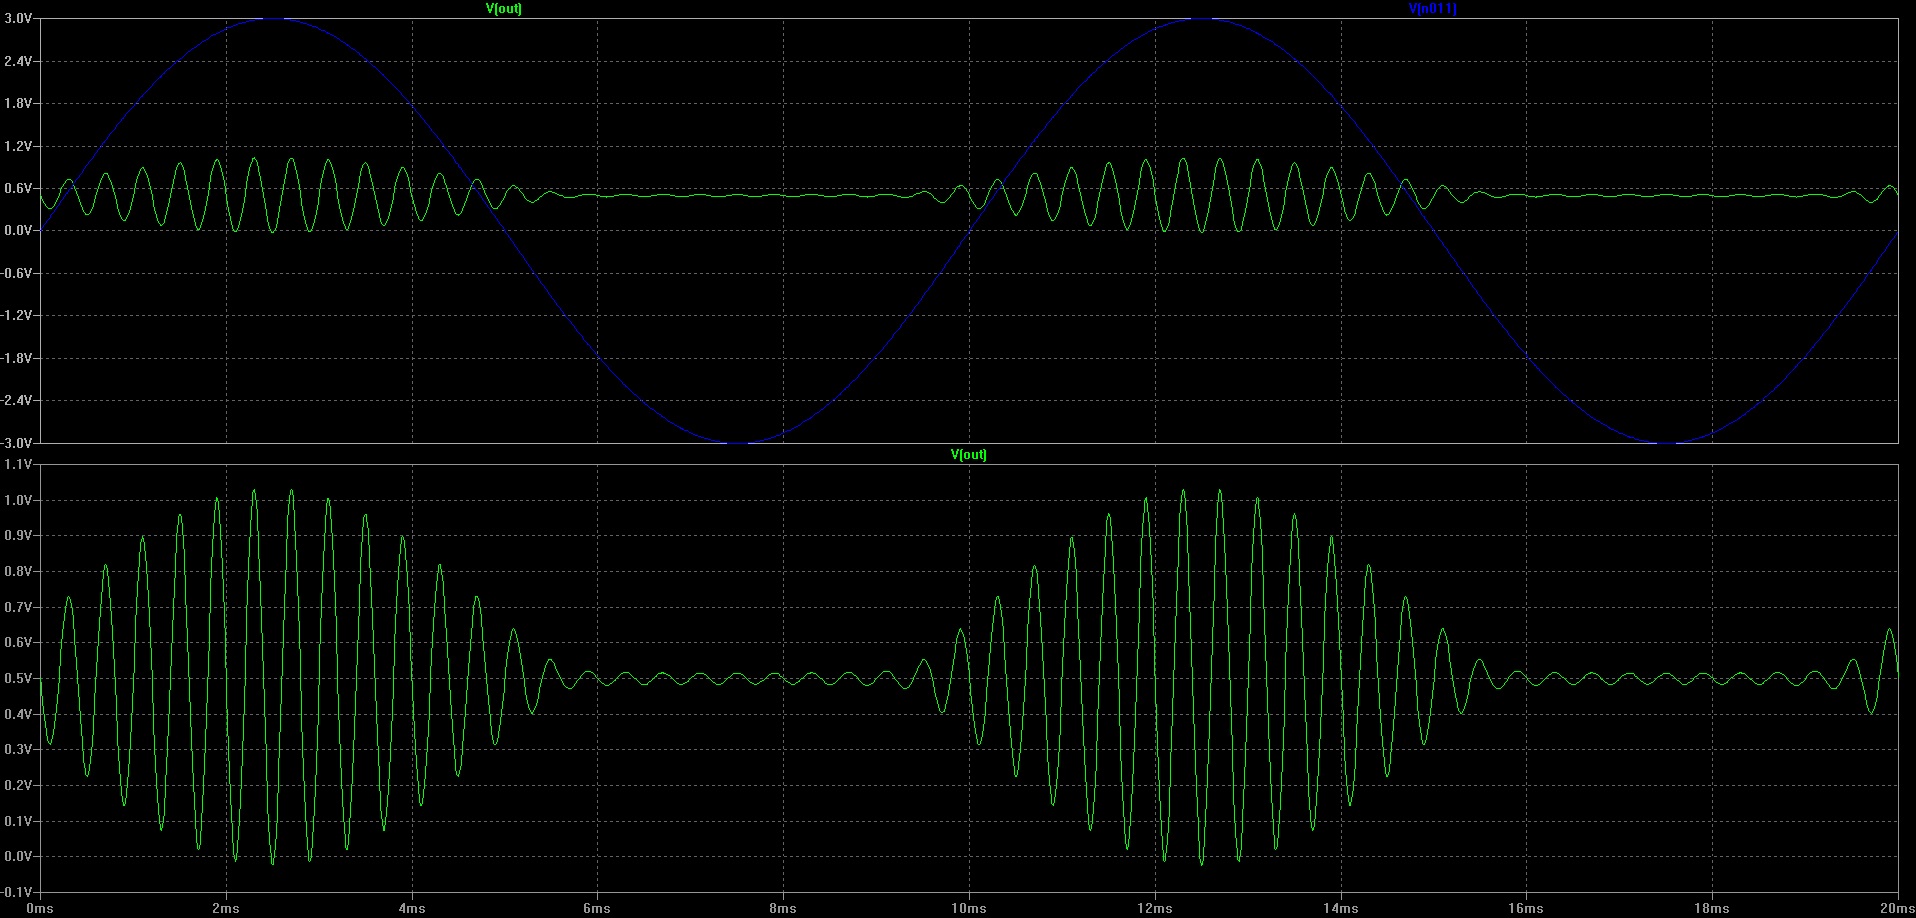 V(out) V(n011)
3.0V
2.4V
1.8V
1.2V
0.6V
0.0V
-0.6V
-1.2V
-1.8V
-2.4V
-3.0V
V(out)
1.1V
1.0V
0.9V
0.8V
0.7V
0.6V
0.5V
0.4V
0.3V
0.2V
0.1V
0.0V
-0.1V
0ms 2ms 4ms 6ms 8ms 10ms 12ms 14ms 16ms 18ms 20ms